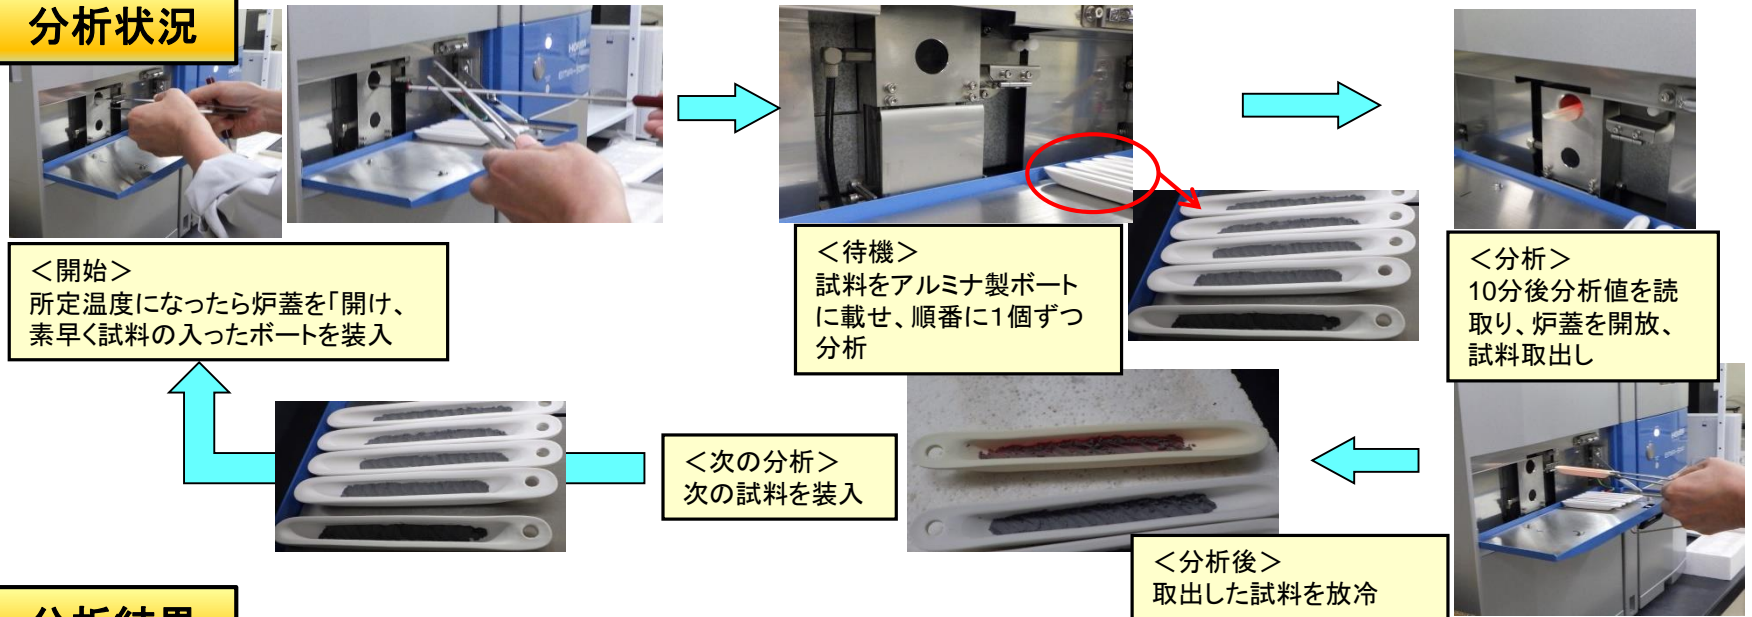 分析状況
＜開始＞
所定温度になったら炉蓋を「開け、
素早く試料の入ったボートを装入
＜待機＞
試料をアルミナ製ボート
に載せ、順番に１個ずつ
分析
＜分析＞
10分後分析値を読
取り、炉蓋を開放、
試料取出し
＜次の分析＞
次の試料を装入
＜分析後＞
取出した試料を放冷
分析結果